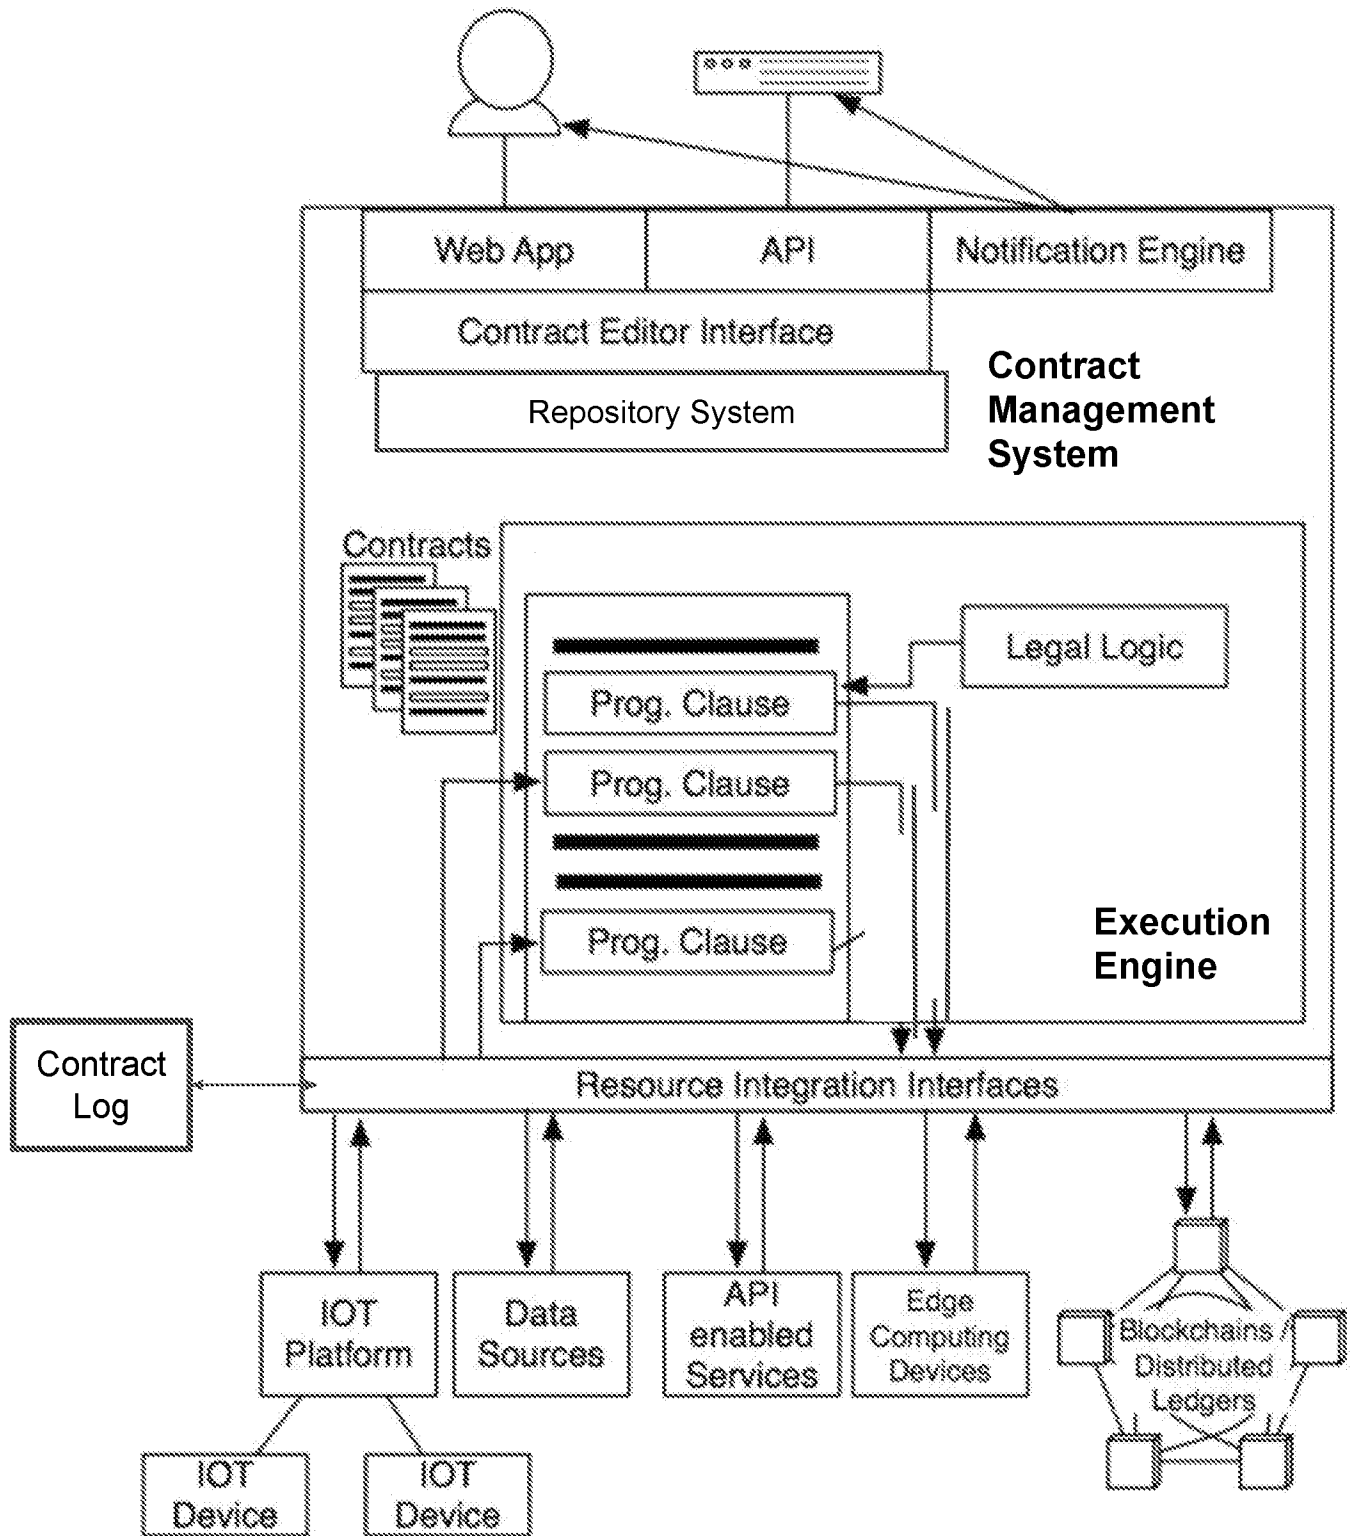 Web App
API
Notification Engine
Contract Editor Interface
Repository System
Contract
Management
System
Contracts
Legal Logic
Prog. Clause
Prog. Clause
Prog. Clause
Execution
Engine
Contract
Log
Resource Integration Interfaces
IOT
Platform
Data
Sources
API
enabled
Services
Edge
Computing
Devices
Blockchains
Distributed
Ledgers
IOT
Device
IOT
Device